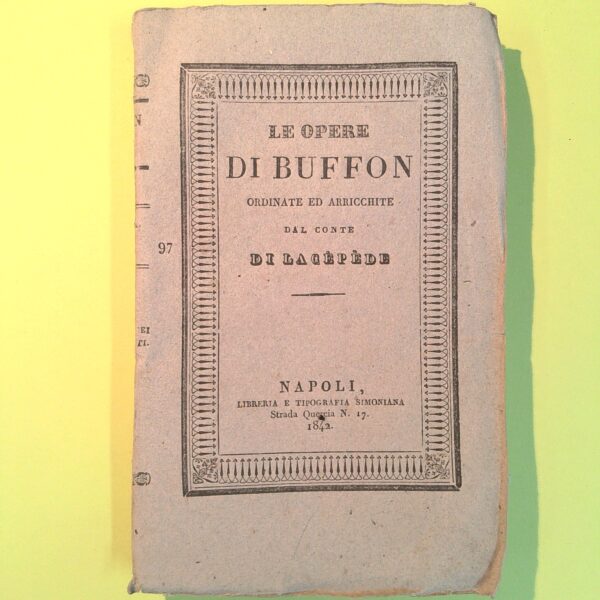 LE OPERE
DI BUFFON
ORDINATE ED ARRICCHITE
DAL CONTE
DI LACÉPÈDE
NAPOLI,
LIBRERIA E TIPOGRAFIA SIMONIANA
Strada Quercia N. 17.
1842.
97